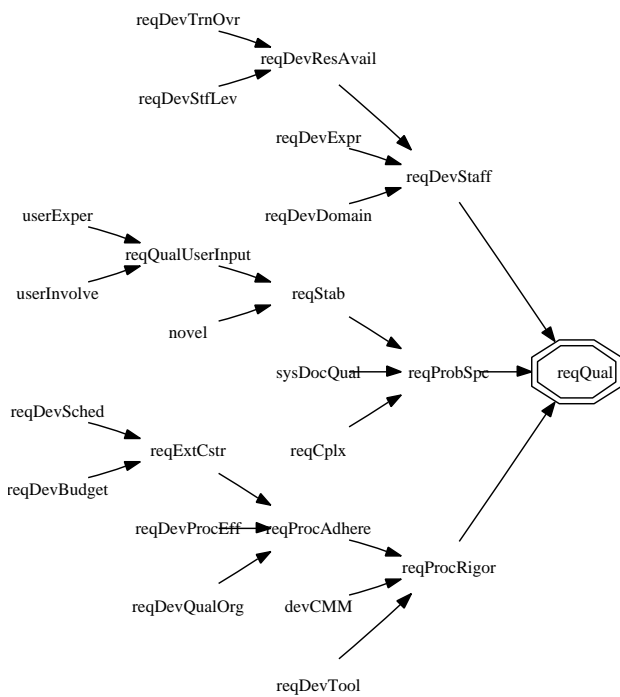 reqDevTrnOvr
reqDevResAvail
reqDevStfLev
reqDevExpr
reqDevStaff
userExper
reqDevDomain
reqQualUserInput
userInvolve
reqStab
novel
sysDocQual
reqProbSpc
reqQual
reqDevSched
reqExtCstr
reqCplx
reqDevBudget
reqDevProcEff
reqProcAdhere
reqProcRigor
reqDevQualOrg
devCMM
reqDevTool